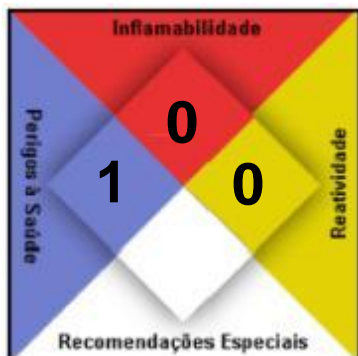 Inflamabilidade
0
Perigos à Saúde
1
0
Reatividade
Recomendações Especiais